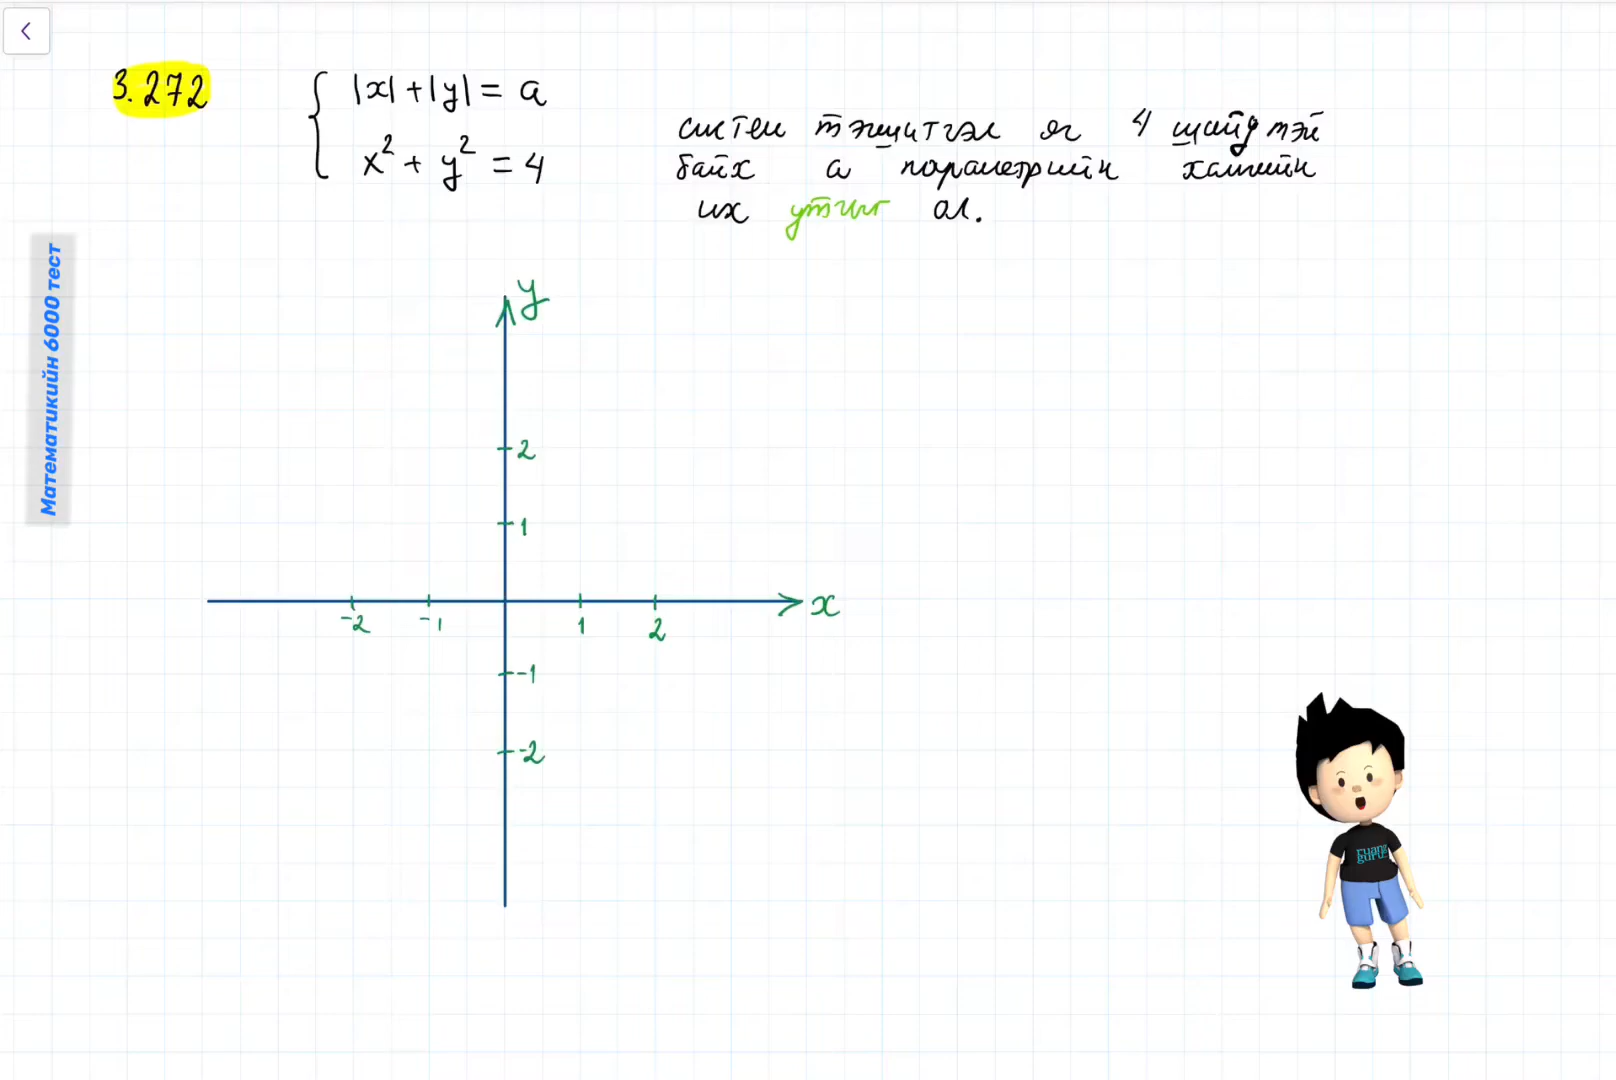 3.272
|x| + |y| = a
x² + y² = 4
систем тэгшитгэл яг 4 шийдтэй
байх a параметрийн хамгийн
их утгыг ол.
Математикийн 6000 тест
y
2
1
-2 -1 1 2 x
-1
-2